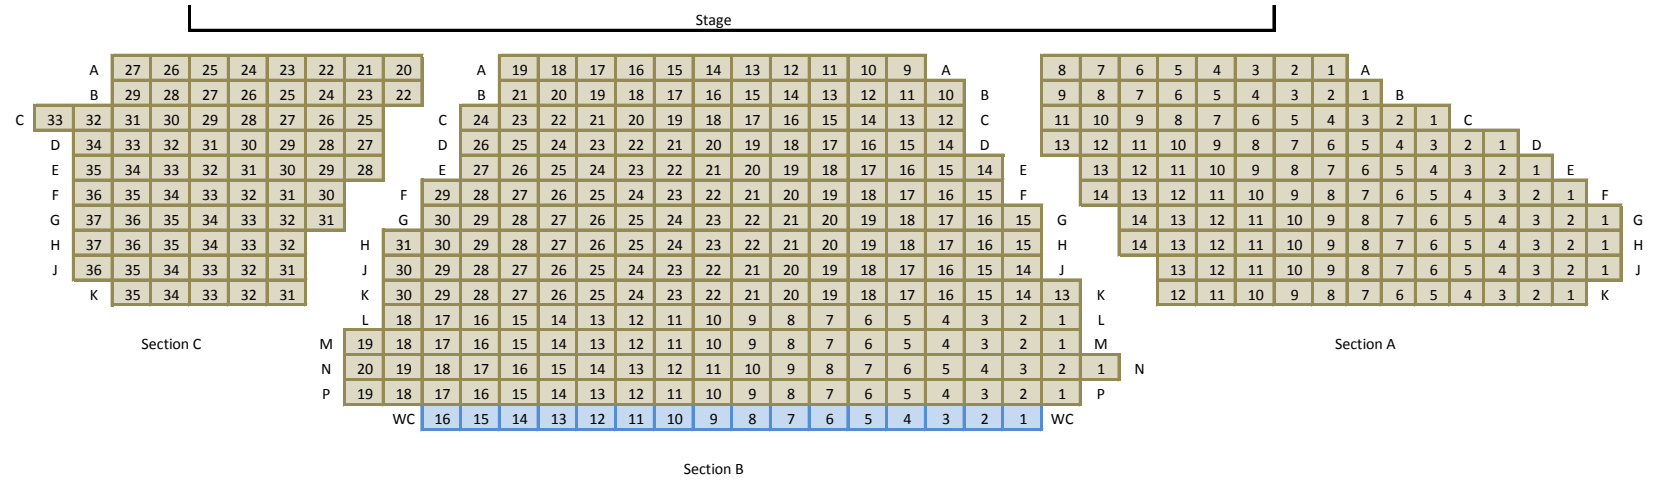 Stage
A 27 26 25 24 23 22 21 20 A 19 18 17 16 15 14 13 12 11 10 9 A 8 7 6 5 4 3 2 1 A
B 29 28 27 26 25 24 23 22 B 21 20 19 18 17 16 15 14 13 12 11 10 B 9 8 7 6 5 4 3 2 1 B
C 33 32 31 30 29 28 27 26 25 C 24 23 22 21 20 19 18 17 16 15 14 13 12 C 11 10 9 8 7 6 5 4 3 2 1 C
D 34 33 32 31 30 29 28 27 D 26 25 24 23 22 21 20 19 18 17 16 15 14 D 13 12 11 10 9 8 7 6 5 4 3 2 1 D
E 35 34 33 32 31 30 29 28 E 27 26 25 24 23 22 21 20 19 18 17 16 15 14 E 13 12 11 10 9 8 7 6 5 4 3 2 1 E
F 36 35 34 33 32 31 30 F 29 28 27 26 25 24 23 22 21 20 19 18 17 16 15 F 14 13 12 11 10 9 8 7 6 5 4 3 2 1 F
G 37 36 35 34 33 32 31 G 30 29 28 27 26 25 24 23 22 21 20 19 18 17 16 15 G 14 13 12 11 10 9 8 7 6 5 4 3 2 1 G
H 37 36 35 34 33 32 H 31 30 29 28 27 26 25 24 23 22 21 20 19 18 17 16 15 H 14 13 12 11 10 9 8 7 6 5 4 3 2 1 H
J 36 35 34 33 32 31 J 30 29 28 27 26 25 24 23 22 21 20 19 18 17 16 15 14 J 13 12 11 10 9 8 7 6 5 4 3 2 1 J
K 35 34 33 32 31 K 30 29 28 27 26 25 24 23 22 21 20 19 18 17 16 15 14 13 K 12 11 10 9 8 7 6 5 4 3 2 1 K
L 18 17 16 15 14 13 12 11 10 9 8 7 6 5 4 3 2 1 L
Section C M 19 18 17 16 15 14 13 12 11 10 9 8 7 6 5 4 3 2 1 M Section A
N 20 19 18 17 16 15 14 13 12 11 10 9 8 7 6 5 4 3 2 1 N
P 19 18 17 16 15 14 13 12 11 10 9 8 7 6 5 4 3 2 1 P
WC 16 15 14 13 12 11 10 9 8 7 6 5 4 3 2 1 WC
Section B